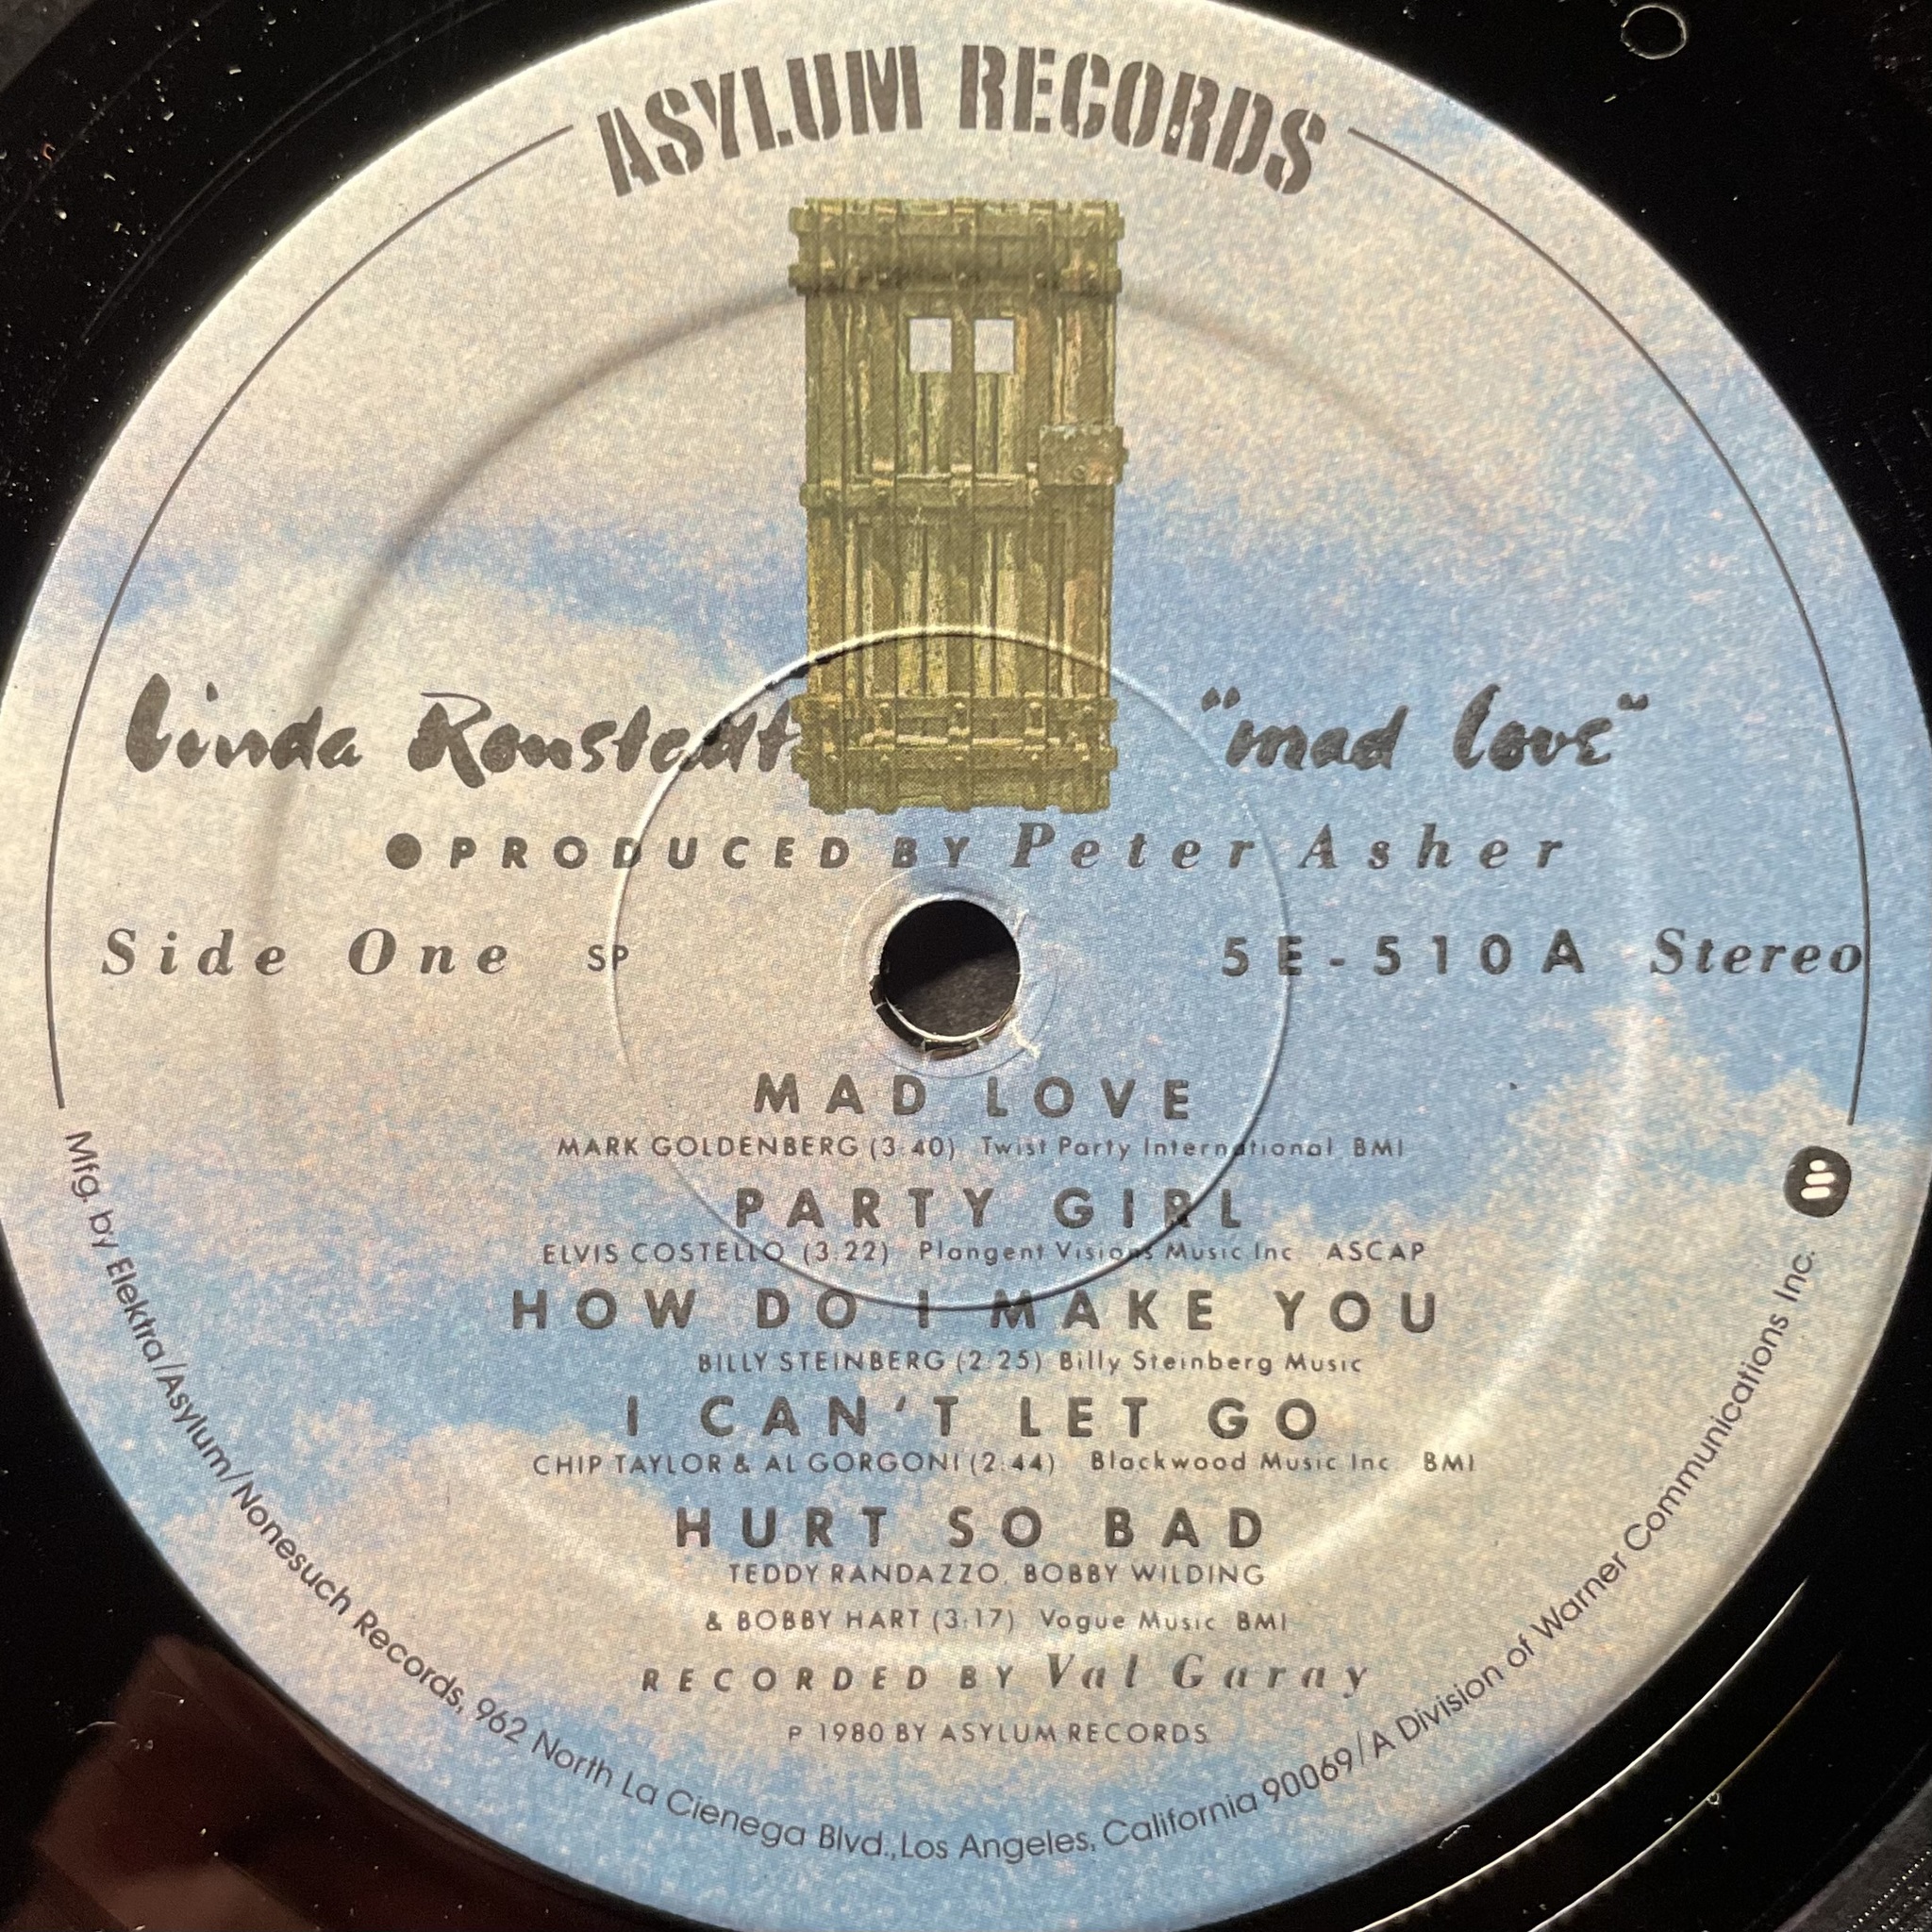 ASYLUM RECORDS
Linda Ronstadt "mad love"
●PRODUCED BY Peter Asher
Side One SP 5E-510A Stereo
MAD LOVE
MARK GOLDENBERG (3:40) Twist Party International BMI
PARTY GIRL
ELVIS COSTELLO (3:22) Plangent Visions Music Inc ASCAP
HOW DO I MAKE YOU
BILLY STEINBERG (2:25) Billy Steinberg Music
I CAN'T LET GO
CHIP TAYLOR & AL GORGONI (2:44) Blackwood Music Inc BMI
HURT SO BAD
TEDDY RANDAZZO, BOBBY WILDING
& BOBBY HART (3:17) Vogue Music BMI
RECORDED BY Val Garay
P 1980 BY ASYLUM RECORDS
Mfg. by Elektra/Asylum/Nonesuch Records, 962 North La Cienega Blvd., Los Angeles, California 90069/A Division of Warner Communications Inc.